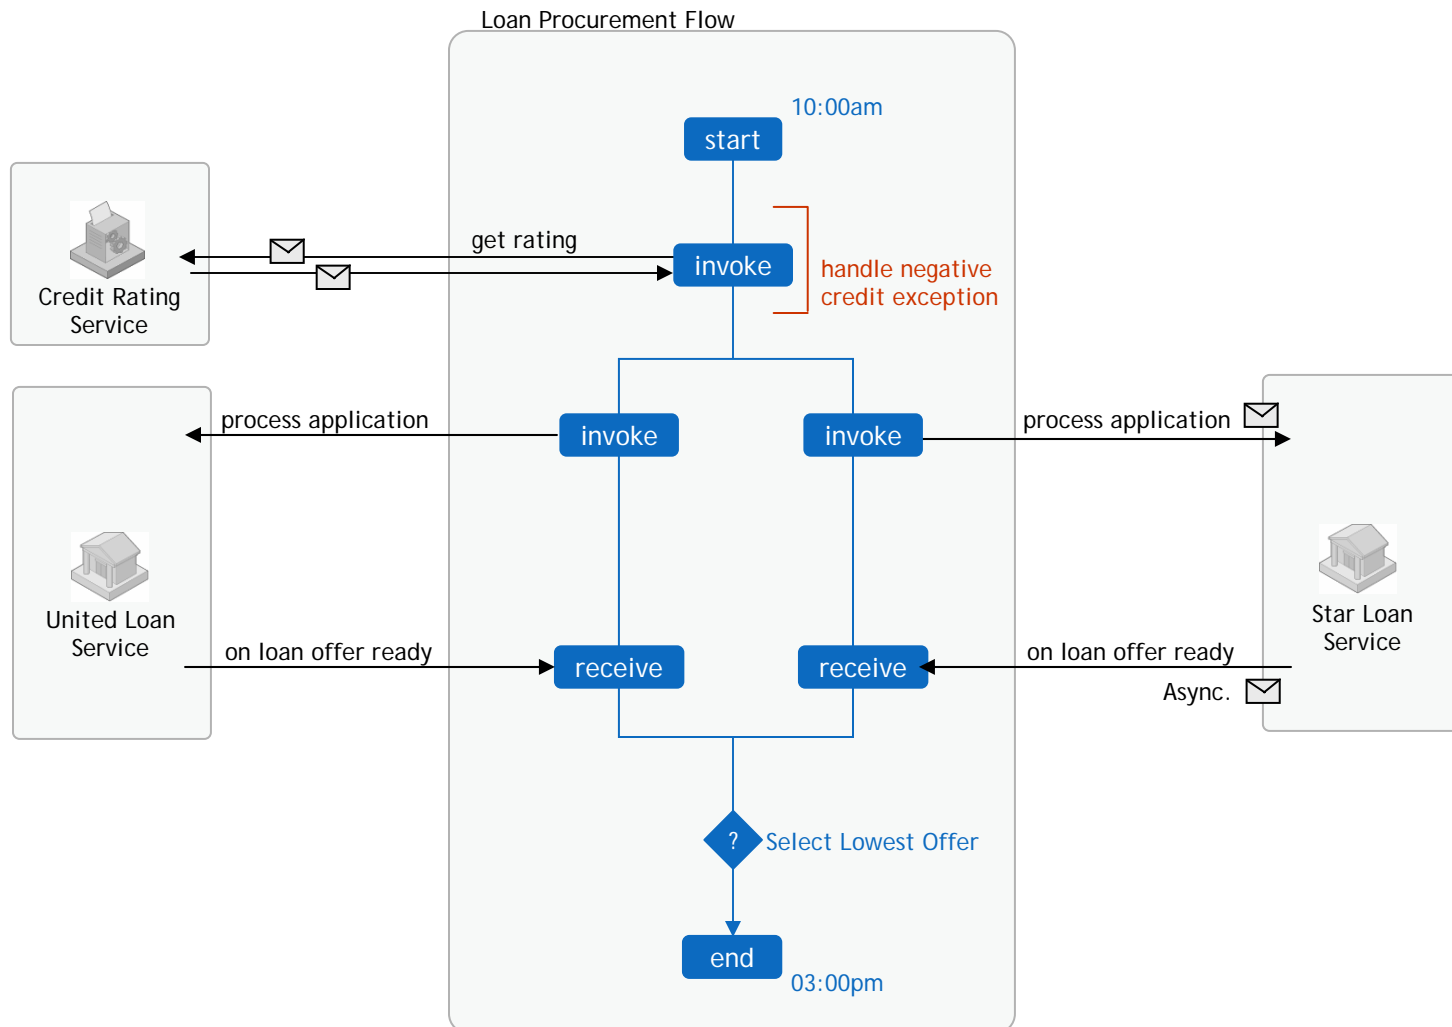 Loan Procurement Flow
10:00am
start
get rating
invoke
handle negative
credit exception
Credit Rating
Service
process application
invoke
invoke
process application
United Loan
Service
Star Loan
Service
on loan offer ready
receive
receive
on loan offer ready
Async.
?
Select Lowest Offer
end
03:00pm